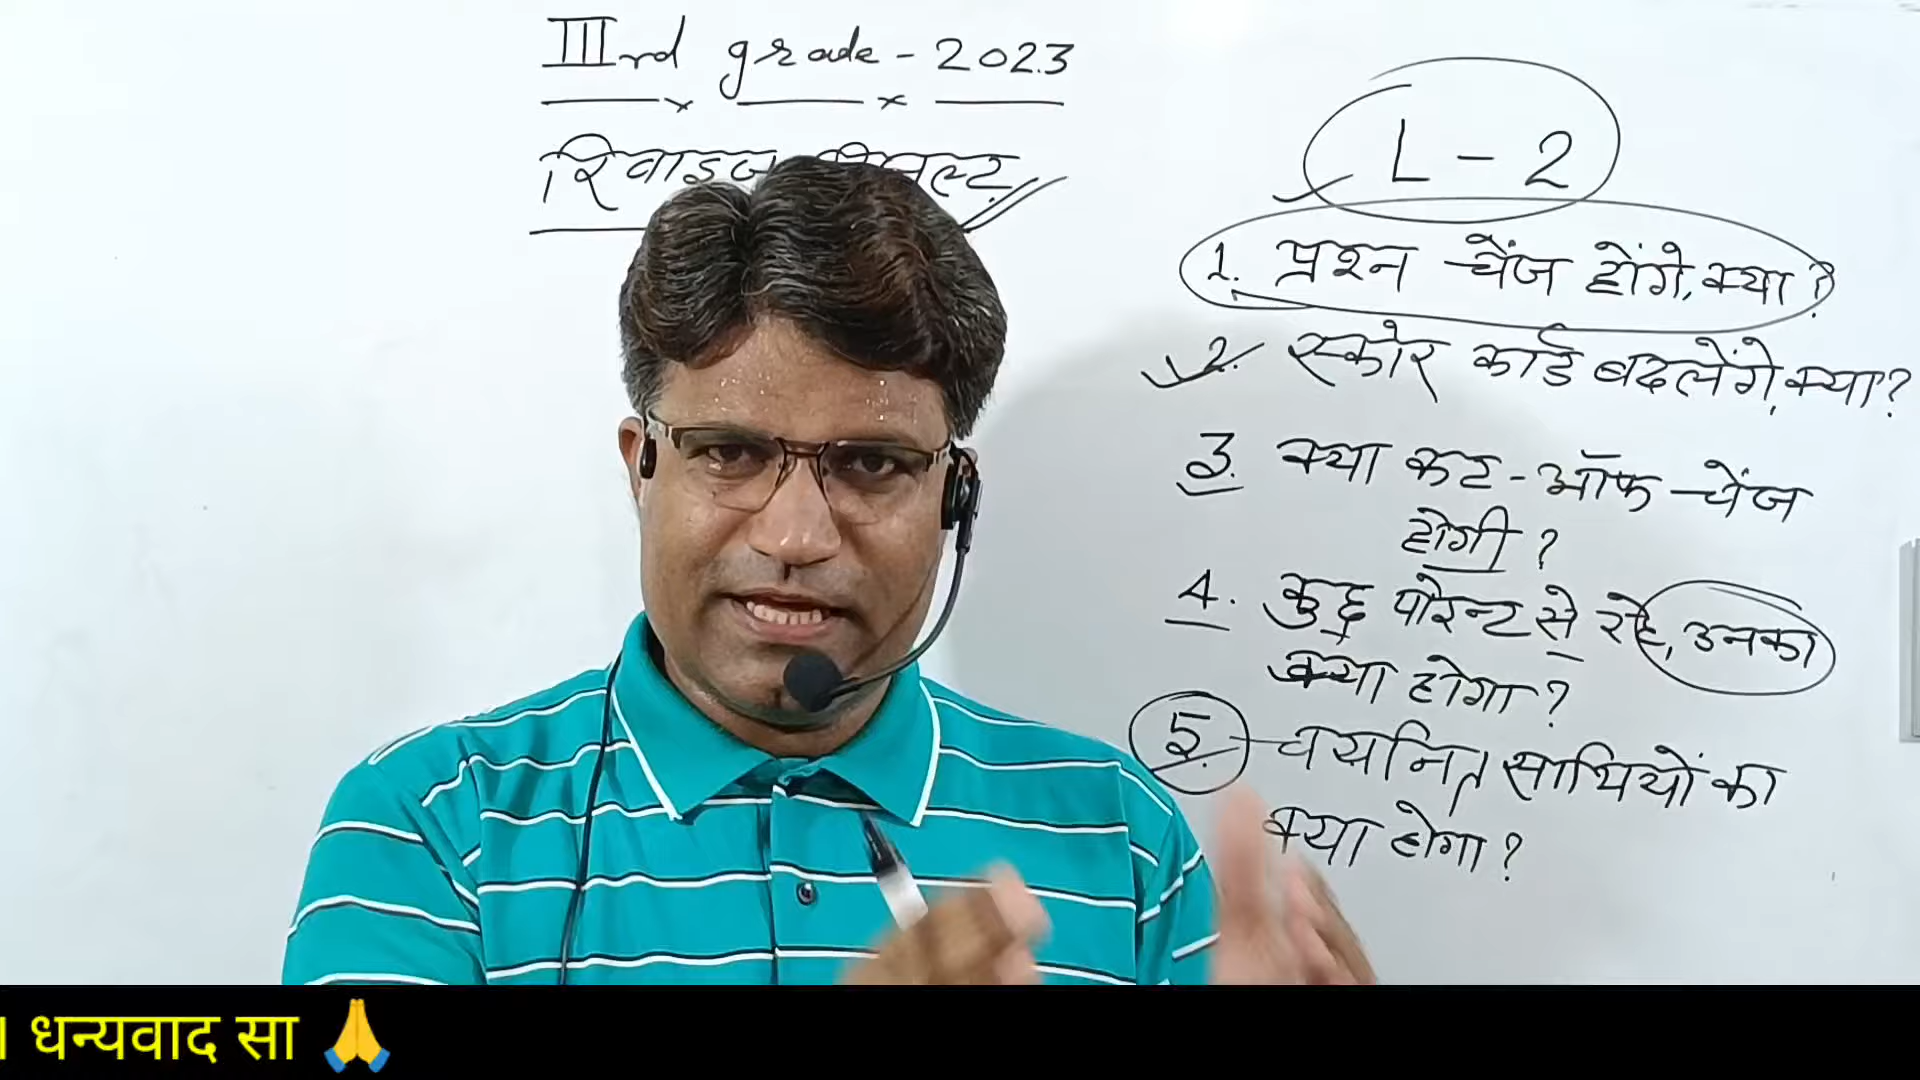 IIIrd grade - 2023
रिवाइज
L - 2
1. प्रश्न चेंज होंगे, क्या?
2. स्कोर कार्ड बदलेंगे, क्या?
3. क्या कट-ऑफ चेंज
होगी?
4. कुछ पोइन्ट से रहे, उनका
क्या होगा?
5. चयनित साथियों का
क्या होगा?
। धन्यवाद सा 🙏